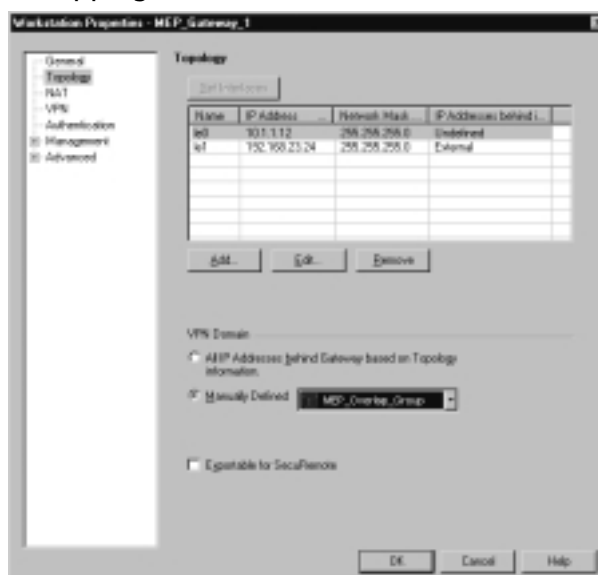 Workstation Properties - MEP_Gateway_1
General
Topology
NAT
VPN
Authentication
Management
Advanced
Topology
Get Interfaces
Name IP Address ... Network Mask ... IP Addresses behind i...
le0 10.1.1.12 255.255.255.0 Undefined
le1 192.168.23.24 255.255.255.0 External
Add... Edit... Remove
VPN Domain
All IP Addresses behind Gateway based on Topology
information.
Manually Defined MEP_Overlap_Group
Exportable for SecuRemote
OK Cancel Help